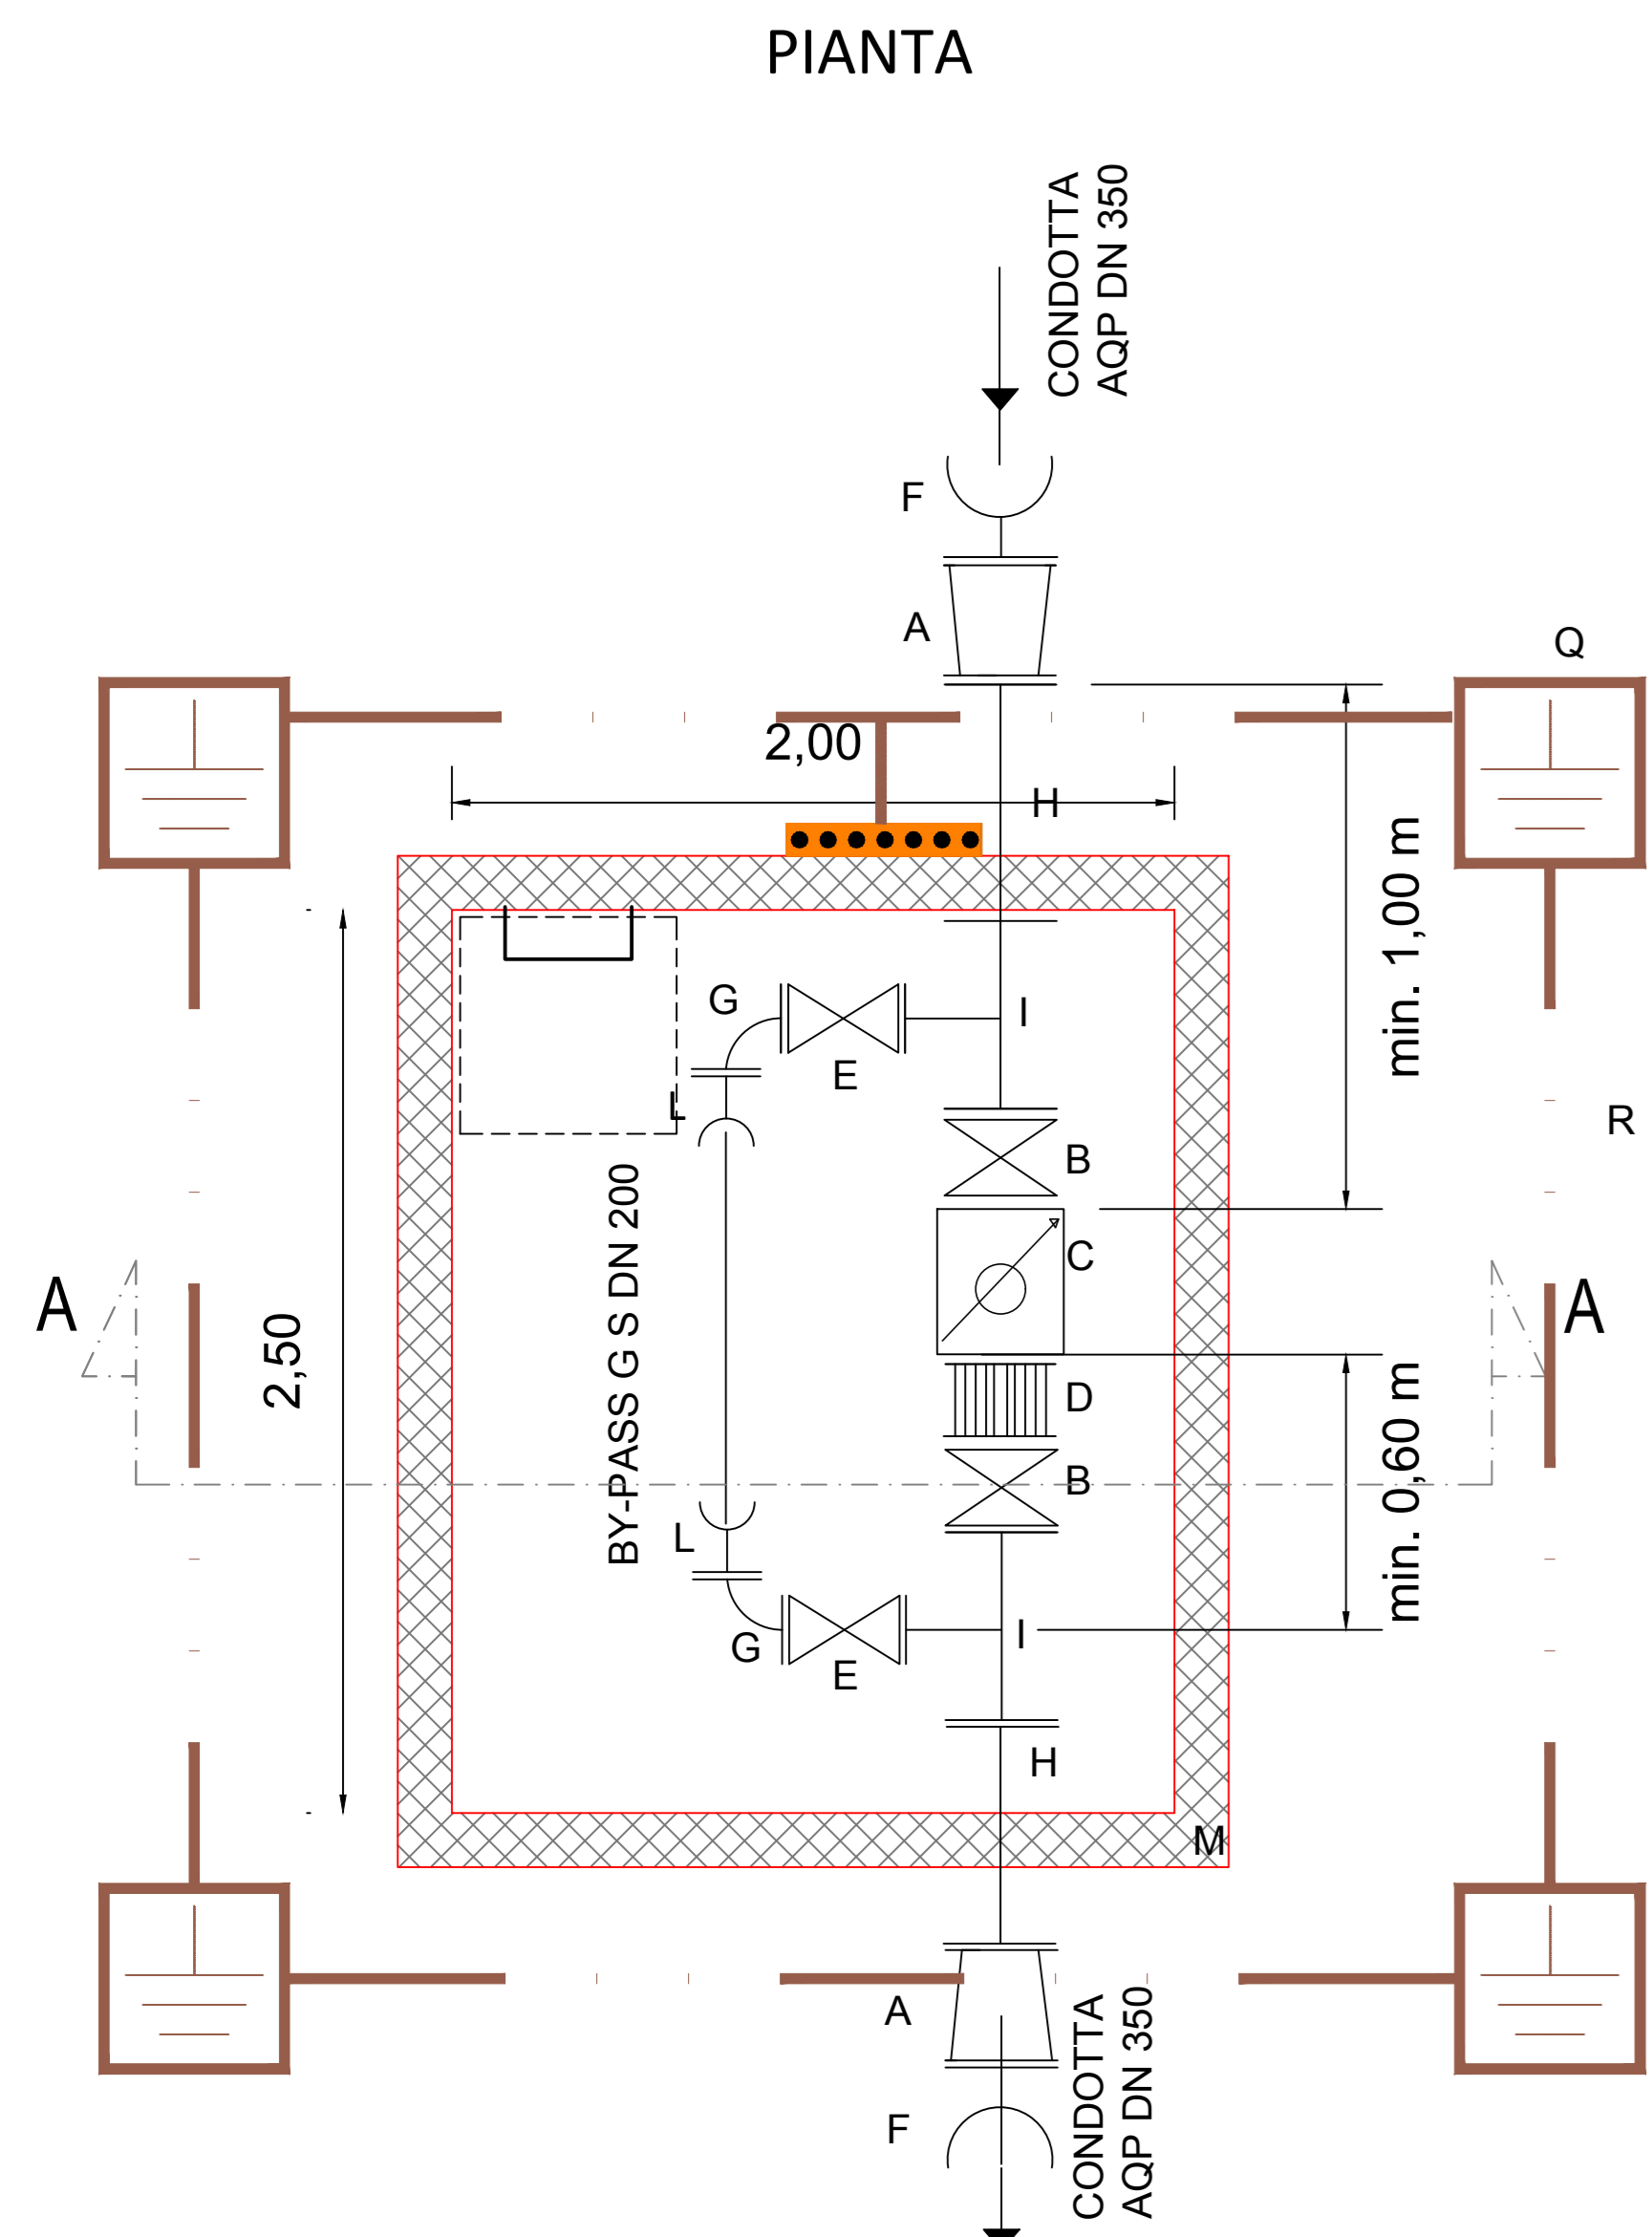 PIANTA
CONDOTTA
AQP DN 350
F
A
Q
2,00
H
min. 1,00 m
G
I
E
L
R
B
BY-PASS G S DN 200
C
A
A
2,50
D
min. 0,60 m
B
L
I
G
E
H
M
A
CONDOTTA
AQP DN 350
F